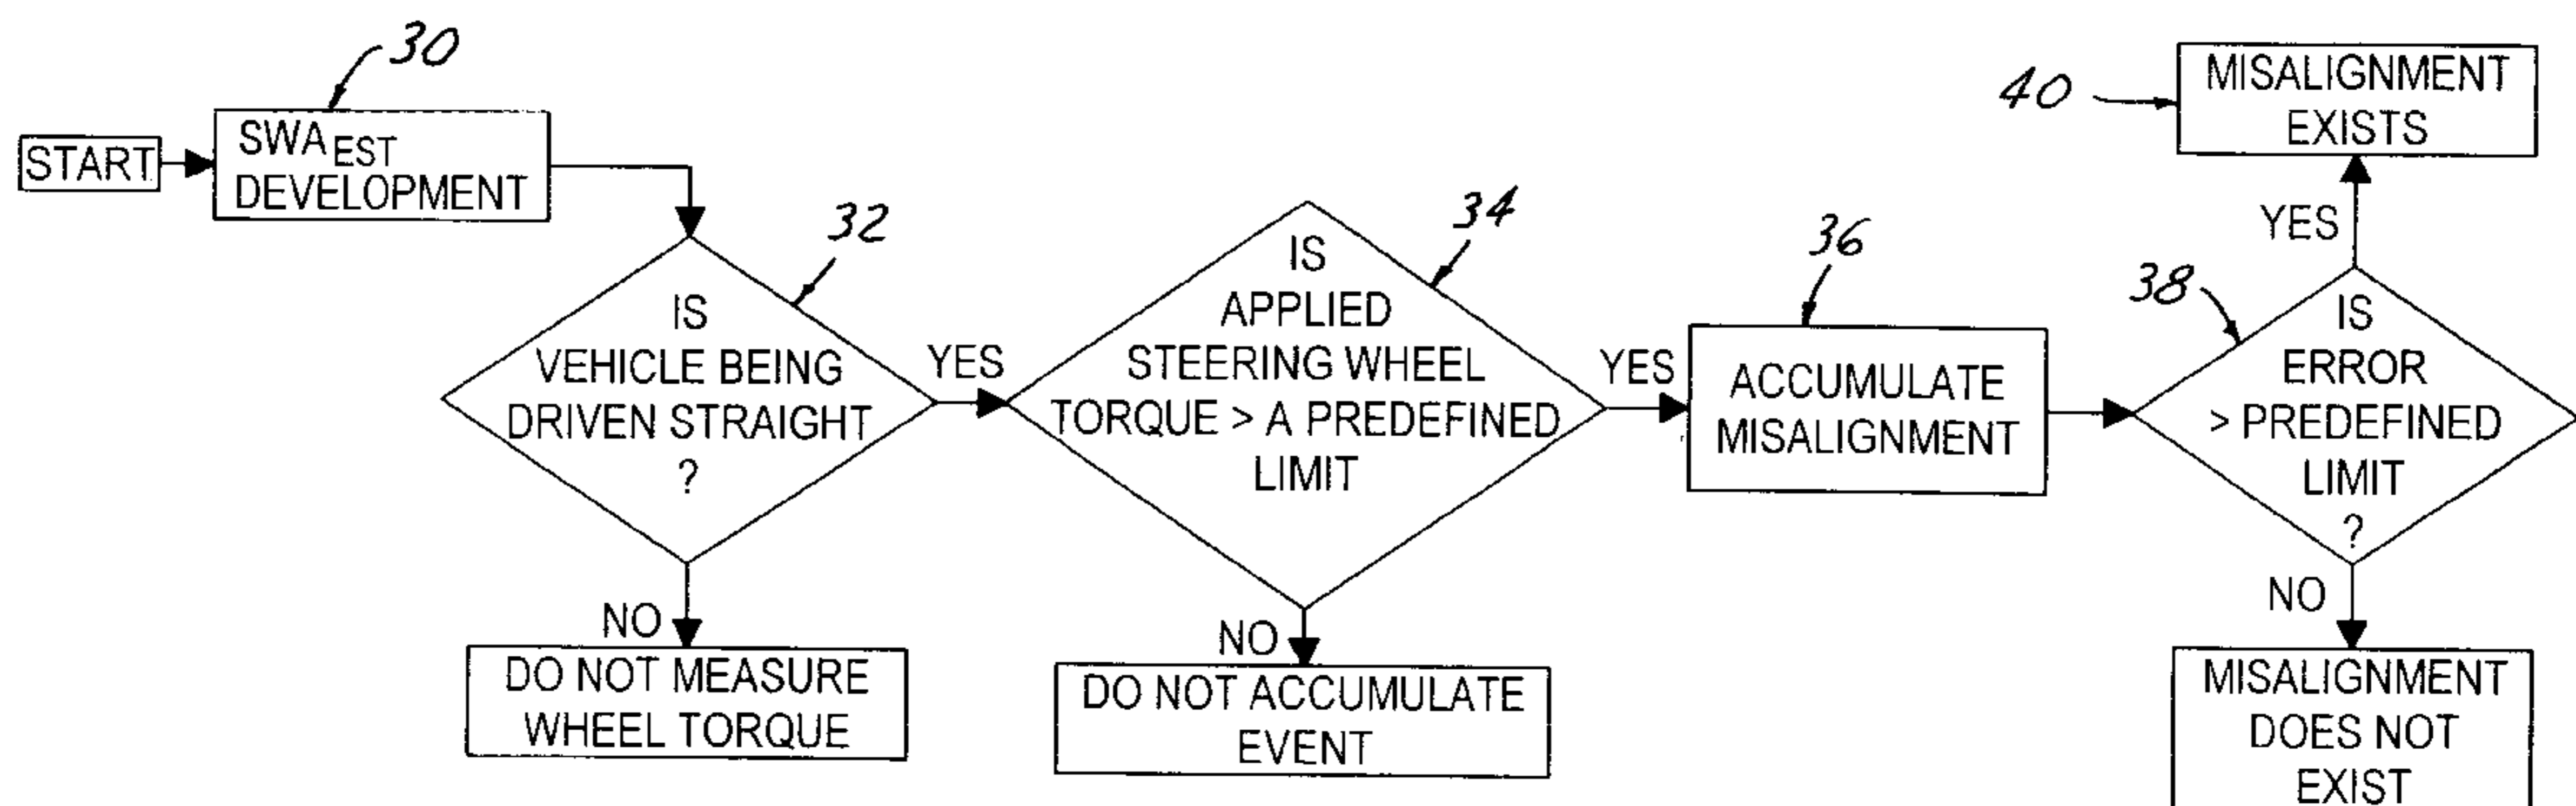 30
START
SWAEST
DEVELOPMENT
32
IS
VEHICLE BEING
DRIVEN STRAIGHT
?
YES
NO
DO NOT MEASURE
WHEEL TORQUE
34
IS
APPLIED
STEERING WHEEL
TORQUE > A PREDEFINED
LIMIT
YES
NO
DO NOT ACCUMULATE
EVENT
36
ACCUMULATE
MISALIGNMENT
38
IS
ERROR
> PREDEFINED
LIMIT
?
YES
40
MISALIGNMENT
EXISTS
NO
MISALIGNMENT
DOES NOT
EXIST